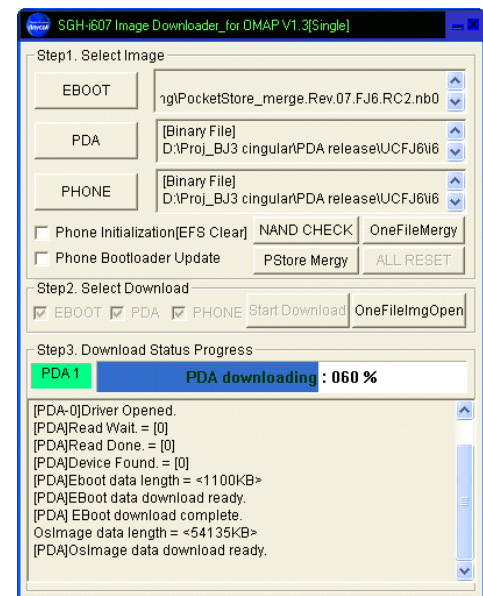 SGH-i607 Image Downloader_for OMAP V1.3[Single]
Step1. Select Image
EBOOT
ng\PocketStore_merge.Rev.07.FJ6.RC2.nb0
PDA
[Binary File]
D:\Proj_BJ3 cingular\PDA release\UCFJ6\i6
PHONE
[Binary File]
D:\Proj_BJ3 cingular\PDA release\UCFJ6\i6
Phone Initialization[EFS Clear] NAND CHECK OneFileMergy
Phone Bootloader Update PStore Mergy ALL RESET
Step2. Select Download
EBOOT PDA PHONE Start Download OneFileImgOpen
Step3. Download Status Progress
PDA 1 PDA downloading : 060 %
[PDA-0]Driver Opened.
[PDA]Read Wait. = [0]
[PDA]Read Done. = [0]
[PDA]Device Found. = [0]
[PDA]Eboot data length = <1100KB>
[PDA]EBoot data download ready.
[PDA] EBoot download complete.
OsImage data length = <54135KB>
[PDA]OsImage data download ready.